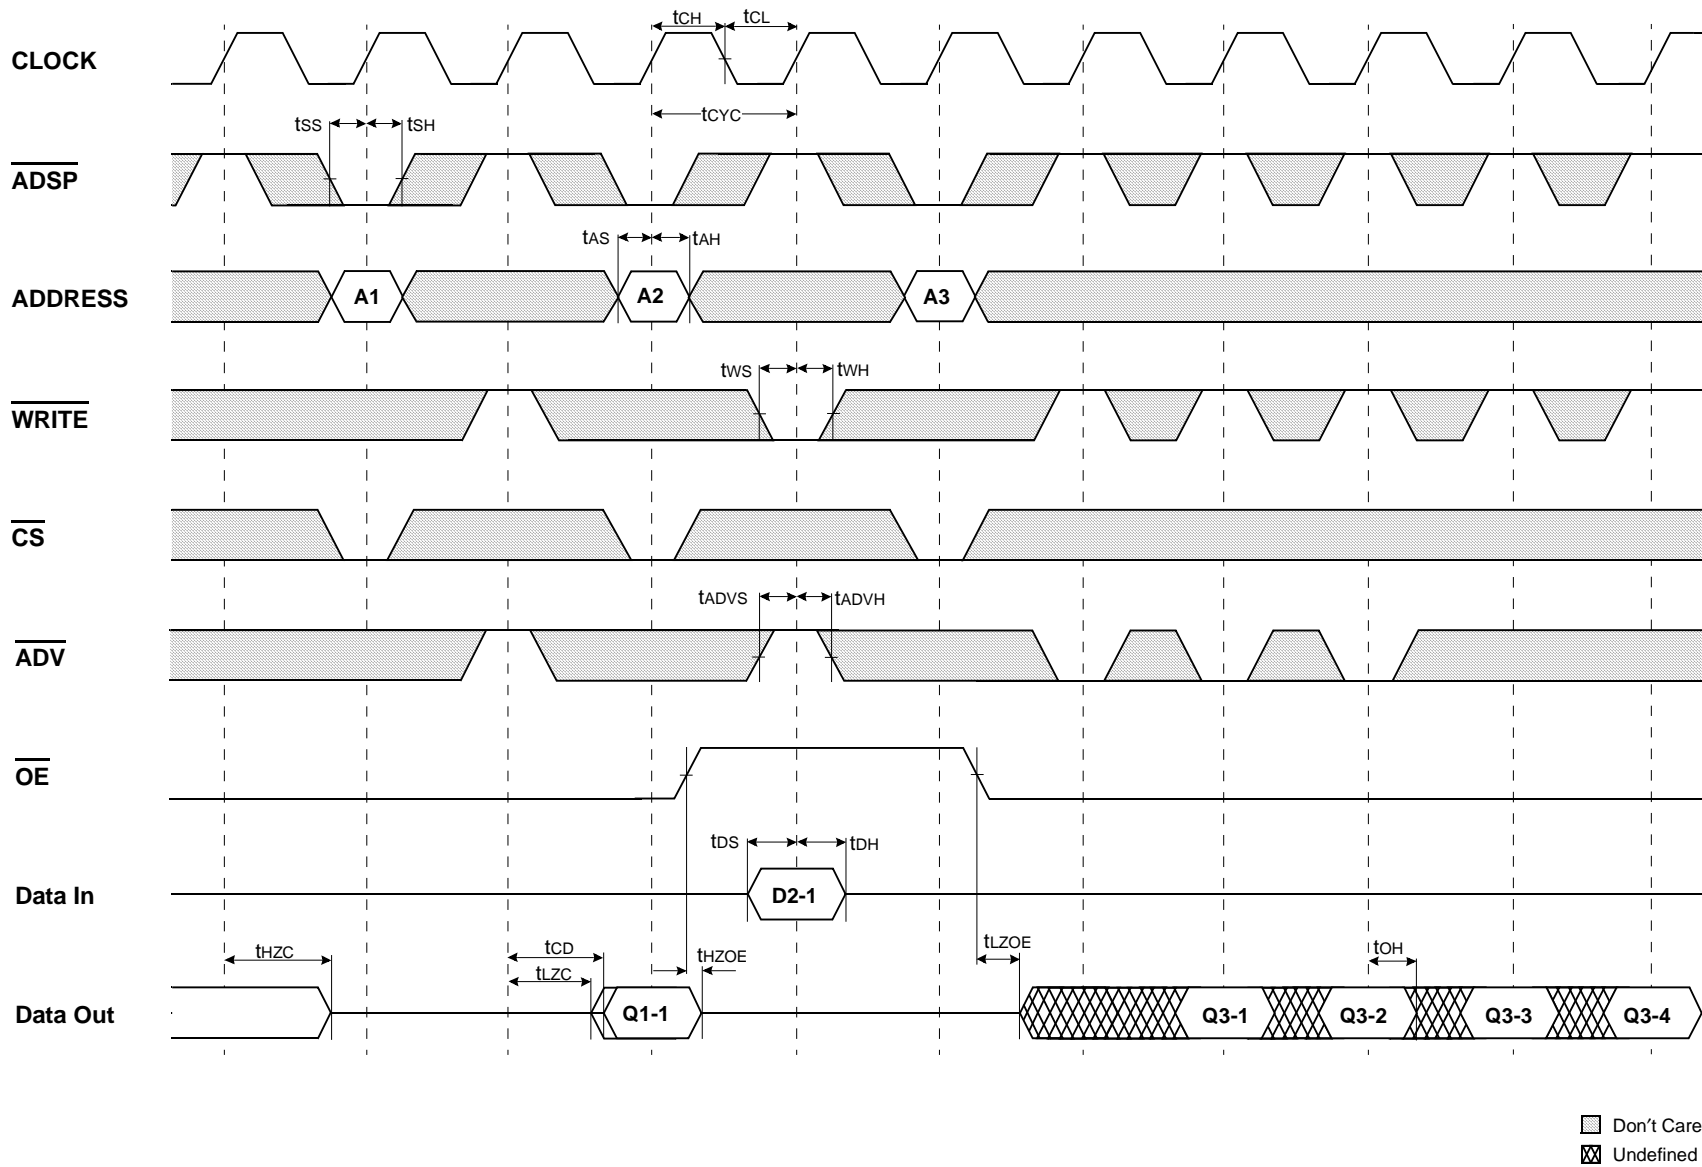 tCH tCL
CLOCK
tCYC
tSS tSH
ADSP
tAS tAH
ADDRESS A1 A2 A3
tWS tWH
WRITE
CS
tADVS tADVH
ADV
OE
tDS tDH
Data In D2-1
tHZC tCD tLZC tHZOE tLZOE tOH
Data Out Q1-1 Q3-1 Q3-2 Q3-3 Q3-4
Don′t Care
Undefined